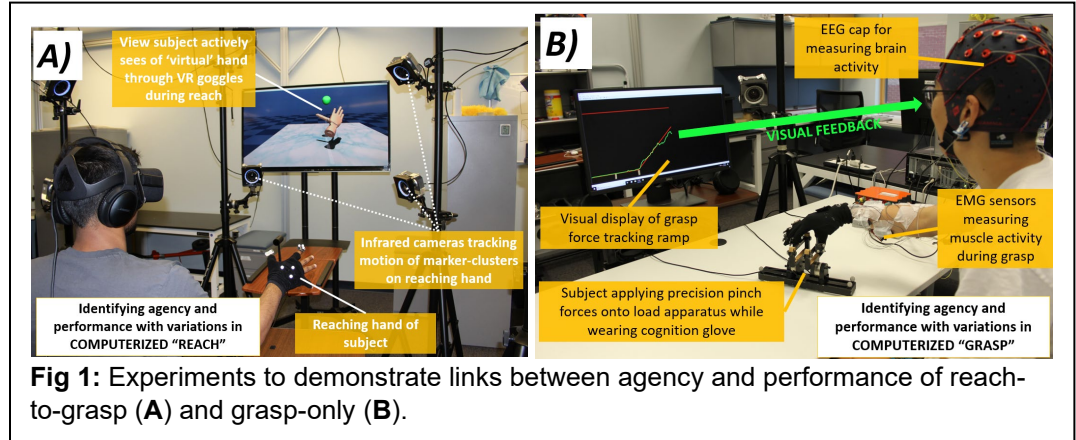 A)
View subject actively
sees of 'virtual' hand
through VR goggles
during reach
Infrared cameras tracking
motion of marker-clusters
on reaching hand
Identifying agency and
performance with variations in
COMPUTERIZED “REACH”
Reaching hand of
subject
B)
EEG cap for
measuring brain
activity
VISUAL FEEDBACK
Visual display of grasp
force tracking ramp
EMG sensors
measuring
muscle activity
during grasp
Subject applying precision pinch
forces onto load apparatus while
wearing cognition glove
Identifying agency and
performance with variations in
COMPUTERIZED “GRASP”
Fig 1: Experiments to demonstrate links between agency and performance of reach-
to-grasp (A) and grasp-only (B).